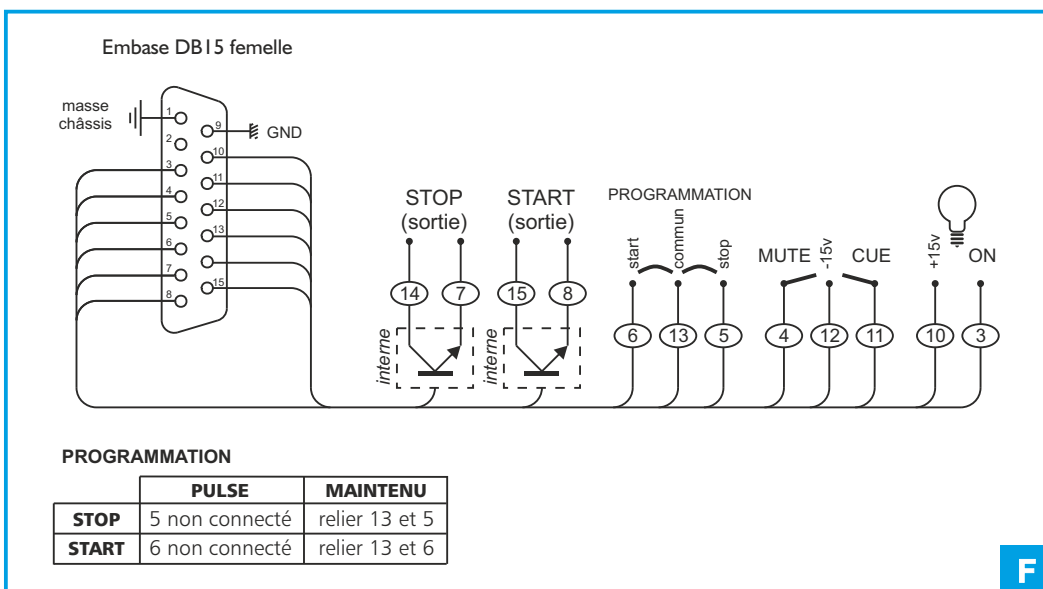 Embase DB15 femelle
masse
châssis
1
2
3
4
5
6
7
8
9
10
11
12
13
15
GND
STOP
(sortie)
START
(sortie)
PROGRAMMATION
start
commun
stop
MUTE
-15v
CUE
+15v
ON
14
7
15
8
6
13
5
4
12
11
10
3
interne
interne
PROGRAMMATION
PULSE MAINTENU
STOP 5 non connecté relier 13 et 5
START 6 non connecté relier 13 et 6
F